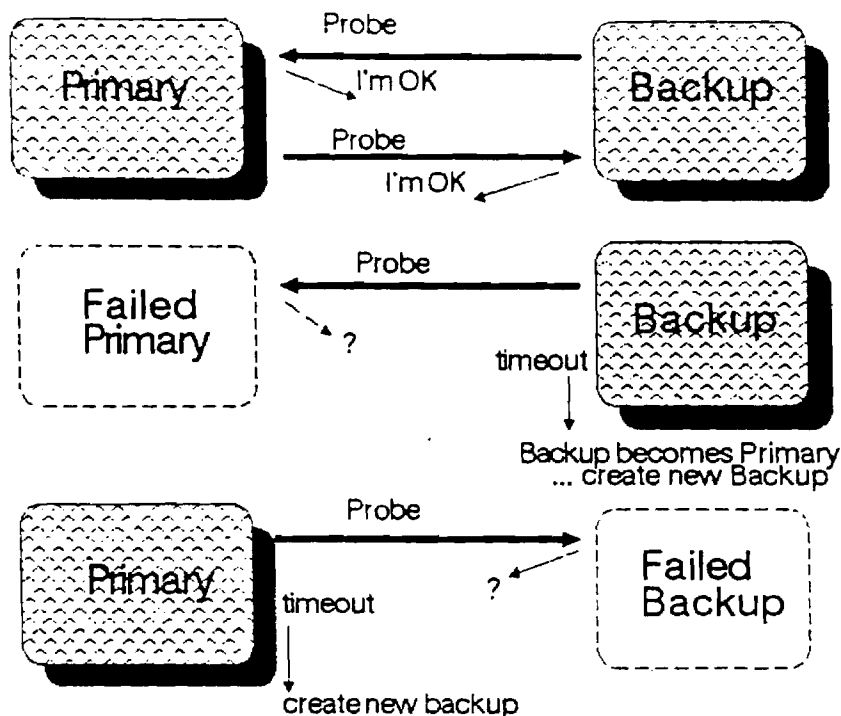 Probe
Primary
I'm OK
Backup
Probe
I'm OK
Failed
Primary
Probe
?
Backup
timeout
Backup becomes Primary
... create new Backup
Primary
Probe
?
Failed
Backup
timeout
create new backup